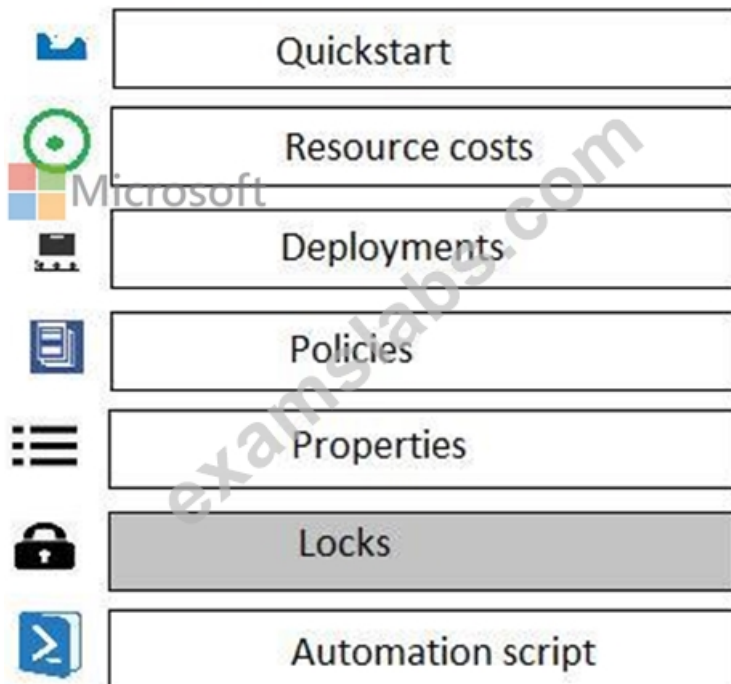 Quickstart
Resource costs
Microsoft
Deployments
Policies
Properties
Locks
Automation script
examslabs.com